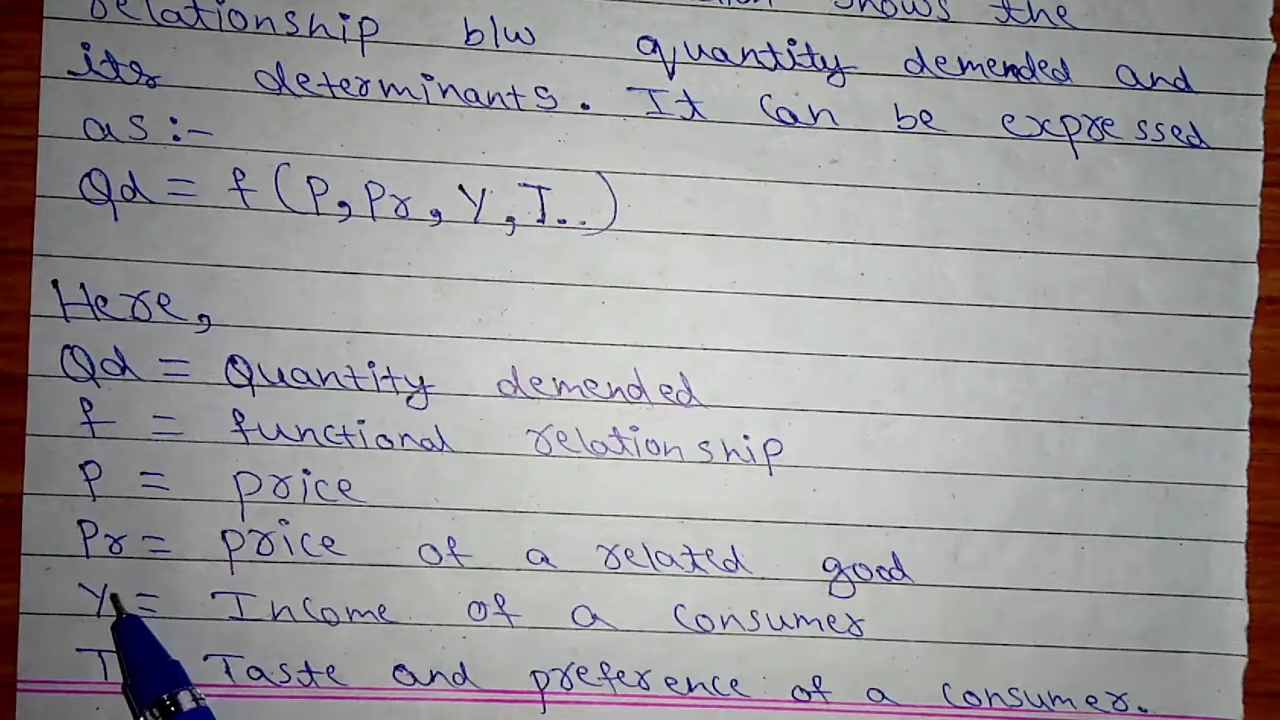 relationship b/w quantity demended and
its determinants. It can be expressed
as:-
Qd = f (P, Pr, Y, T..)
Here,
Qd = Quantity demended
f = functional relationship
P = price
Pr = price of a related good
Y = Income of a consumer
T Taste and preference of a consumer.